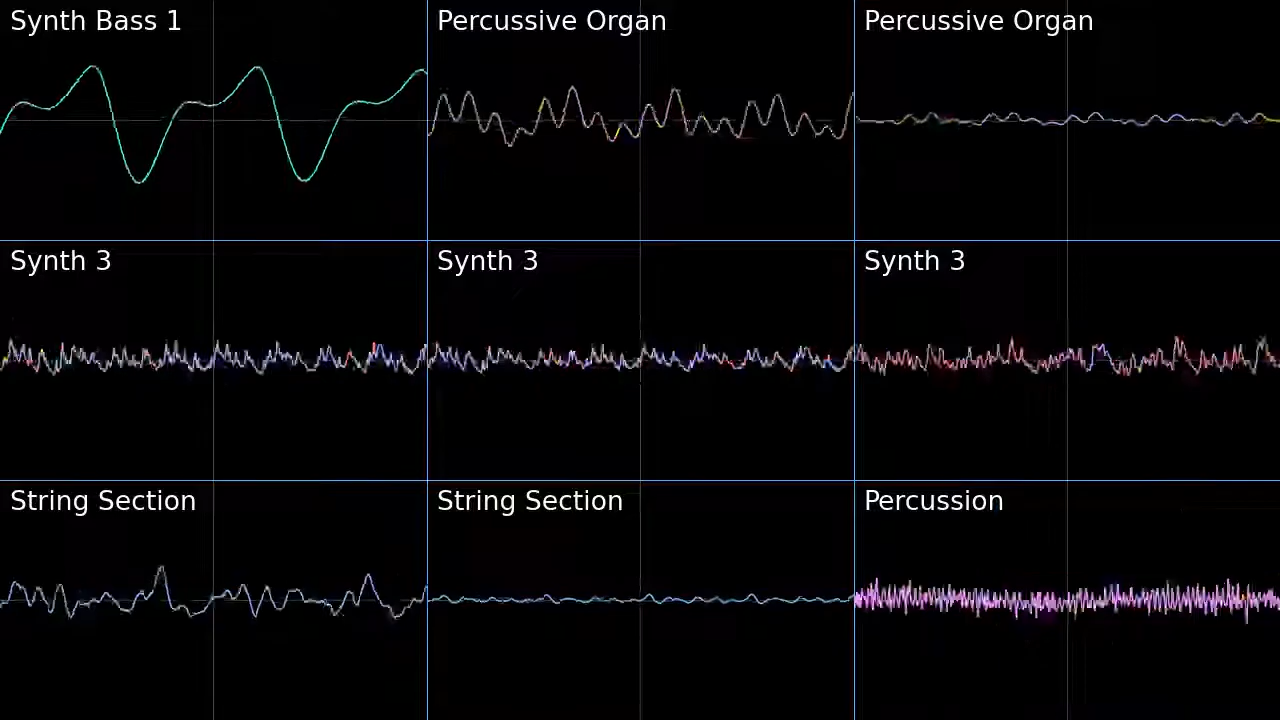 Synth Bass 1
Percussive Organ
Percussive Organ
Synth 3
Synth 3
Synth 3
String Section
String Section
Percussion